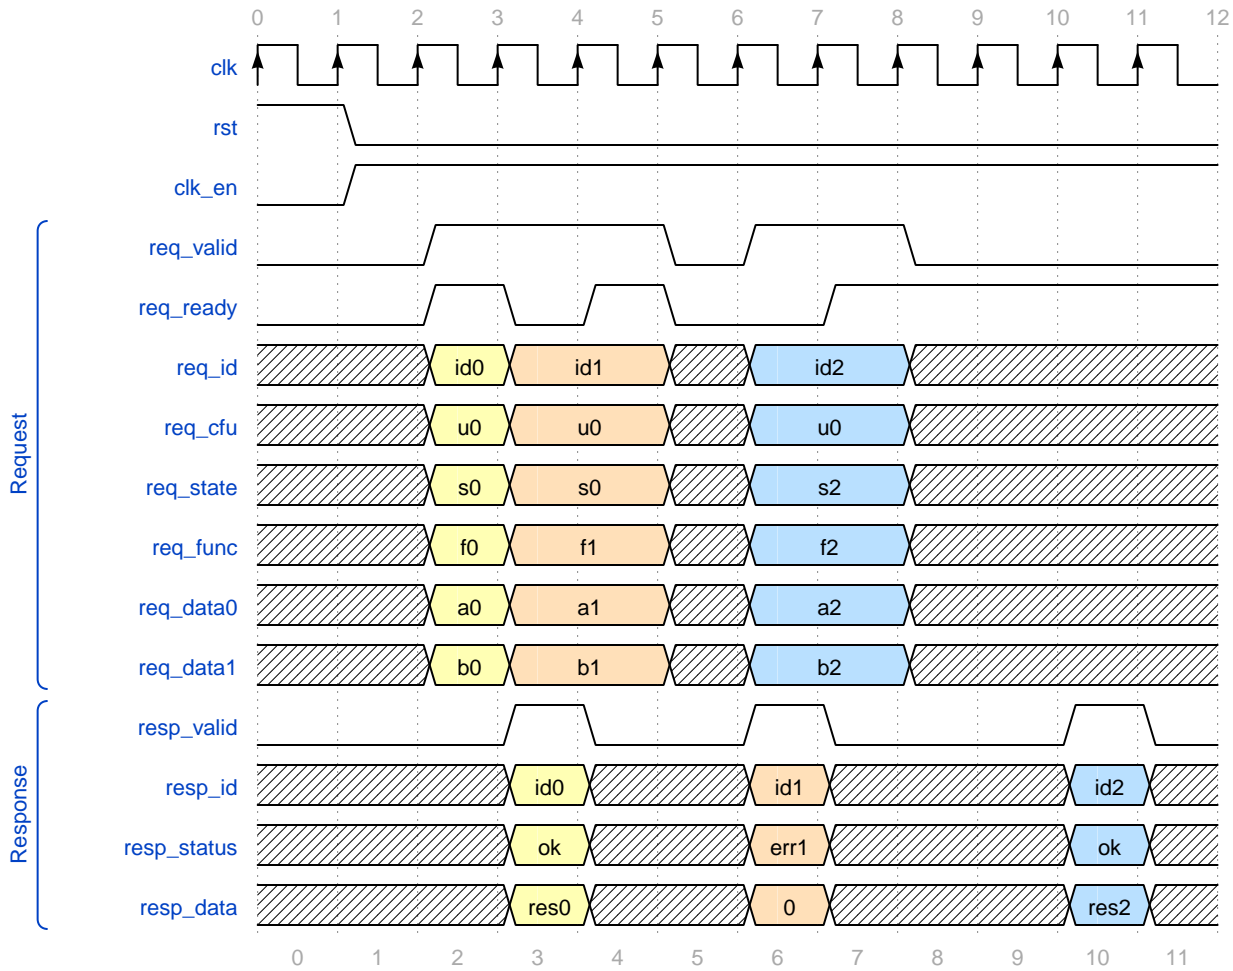 0 1 2 3 4 5 6 7 8 9 10 11 12
clk
rst
clk_en
Request
req_valid
req_ready
req_id id0 id1 id2
req_cfu u0 u0 u0
req_state s0 s0 s2
req_func f0 f1 f2
req_data0 a0 a1 a2
req_data1 b0 b1 b2
Response
resp_valid
resp_id id0 id1 id2
resp_status ok err1 ok
resp_data res0 0 res2
0 1 2 3 4 5 6 7 8 9 10 11